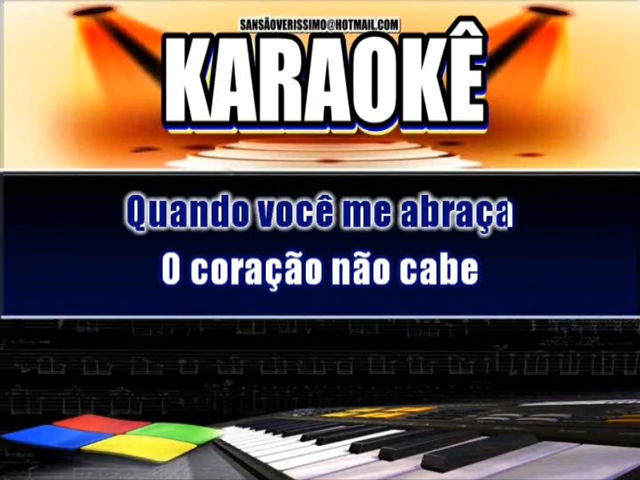 SANSÃOVERISSIMO@HOTMAIL.COM
KARAOKÊ
Quando você me abraça
O coração não cabe